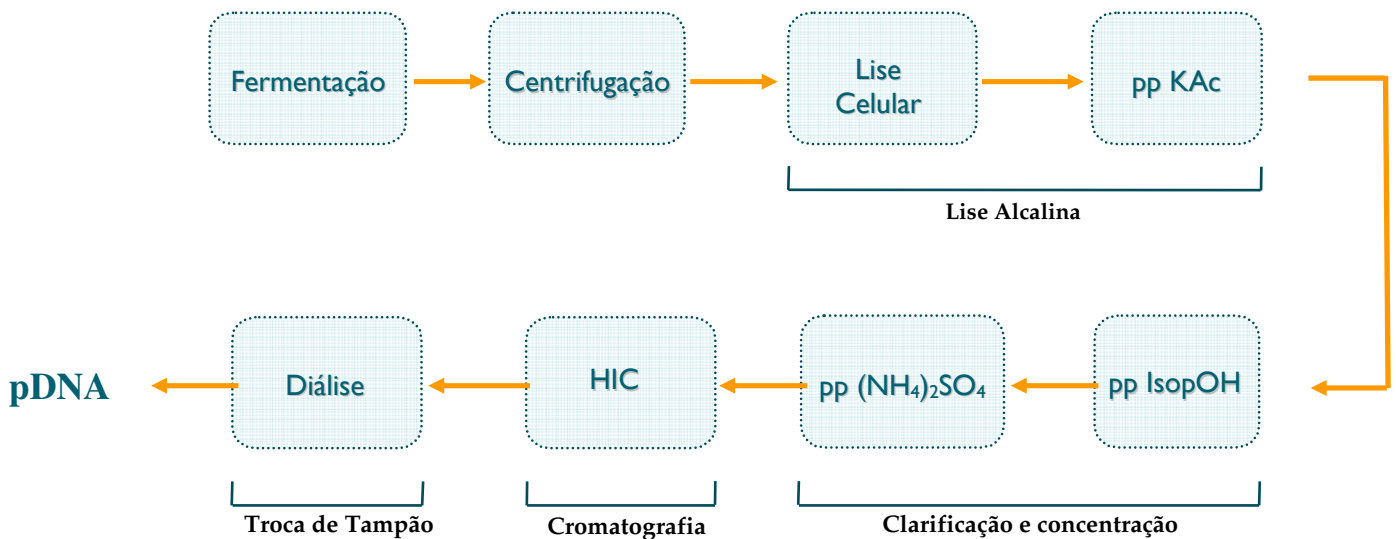 Fermentação
Centrifugação
Lise
Celular
pp KAc
Lise Alcalina
pDNA
Diálise
HIC
pp (NH₄)₂SO₄
pp IsopOH
Troca de Tampão
Cromatografia
Clarificação e concentração